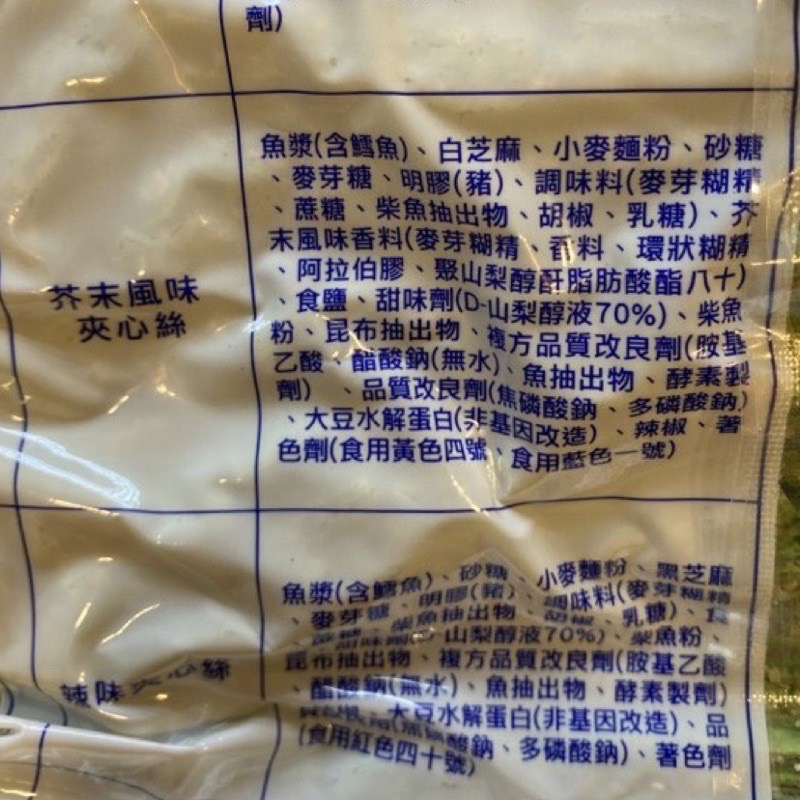 劑)
芥末風味
夾心絲
魚漿(含鱈魚)、白芝麻、小麥麵粉、砂糖
、麥芽糖、明膠(豬)、調味料(麥芽糊精
、蔗糖、柴魚抽出物、胡椒、乳糖)、芥
末風味香料(麥芽糊精、香料、環狀糊精
、阿拉伯膠、聚山梨醇酐脂肪酸酯八十)
、食鹽、甜味劑(D-山梨醇液70%)、柴魚
粉、昆布抽出物、複方品質改良劑(胺基
乙酸、醋酸鈉(無水)、魚抽出物、酵素製
劑)、品質改良劑(焦磷酸鈉、多磷酸鈉)
、大豆水解蛋白(非基因改造)、辣椒、著
色劑(食用黃色四號、食用藍色一號)
辣味夾心絲
魚漿(含鱈魚)、砂糖、小麥麵粉、黑芝麻
、麥芽糖、明膠(豬)、調味料(麥芽糊精
、柴魚抽出物、胡椒、乳糖)、食
山梨醇液70%)、柴魚粉、
昆布抽出物、複方品質改良劑(胺基乙酸
、醋酸鈉(無水)、魚抽出物、酵素製劑)
、大豆水解蛋白(非基因改造)、品
磷酸鈉、多磷酸鈉)、著色劑
(食用紅色四十號)